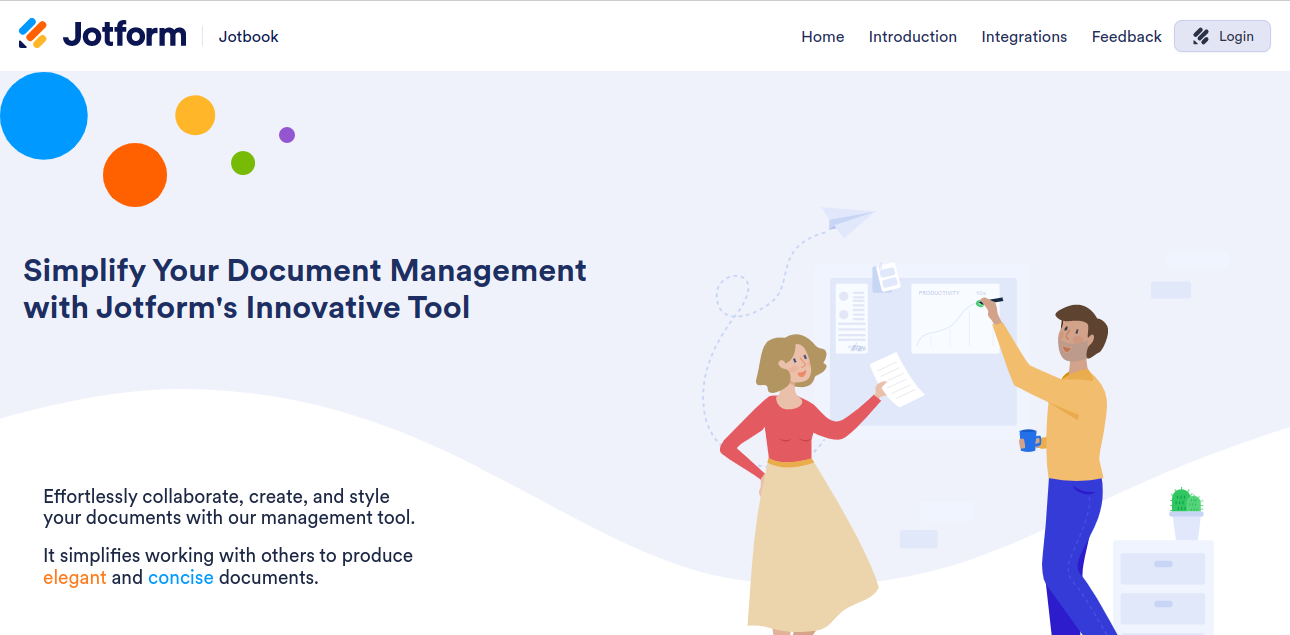 Jotform
Jotbook
Home
Introduction
Integrations
Feedback
Login
Simplify Your Document Management
with Jotform's Innovative Tool
PRODUCTIVITY
Effortlessly collaborate, create, and style
your documents with our management tool.
It simplifies working with others to produce
elegant and concise documents.